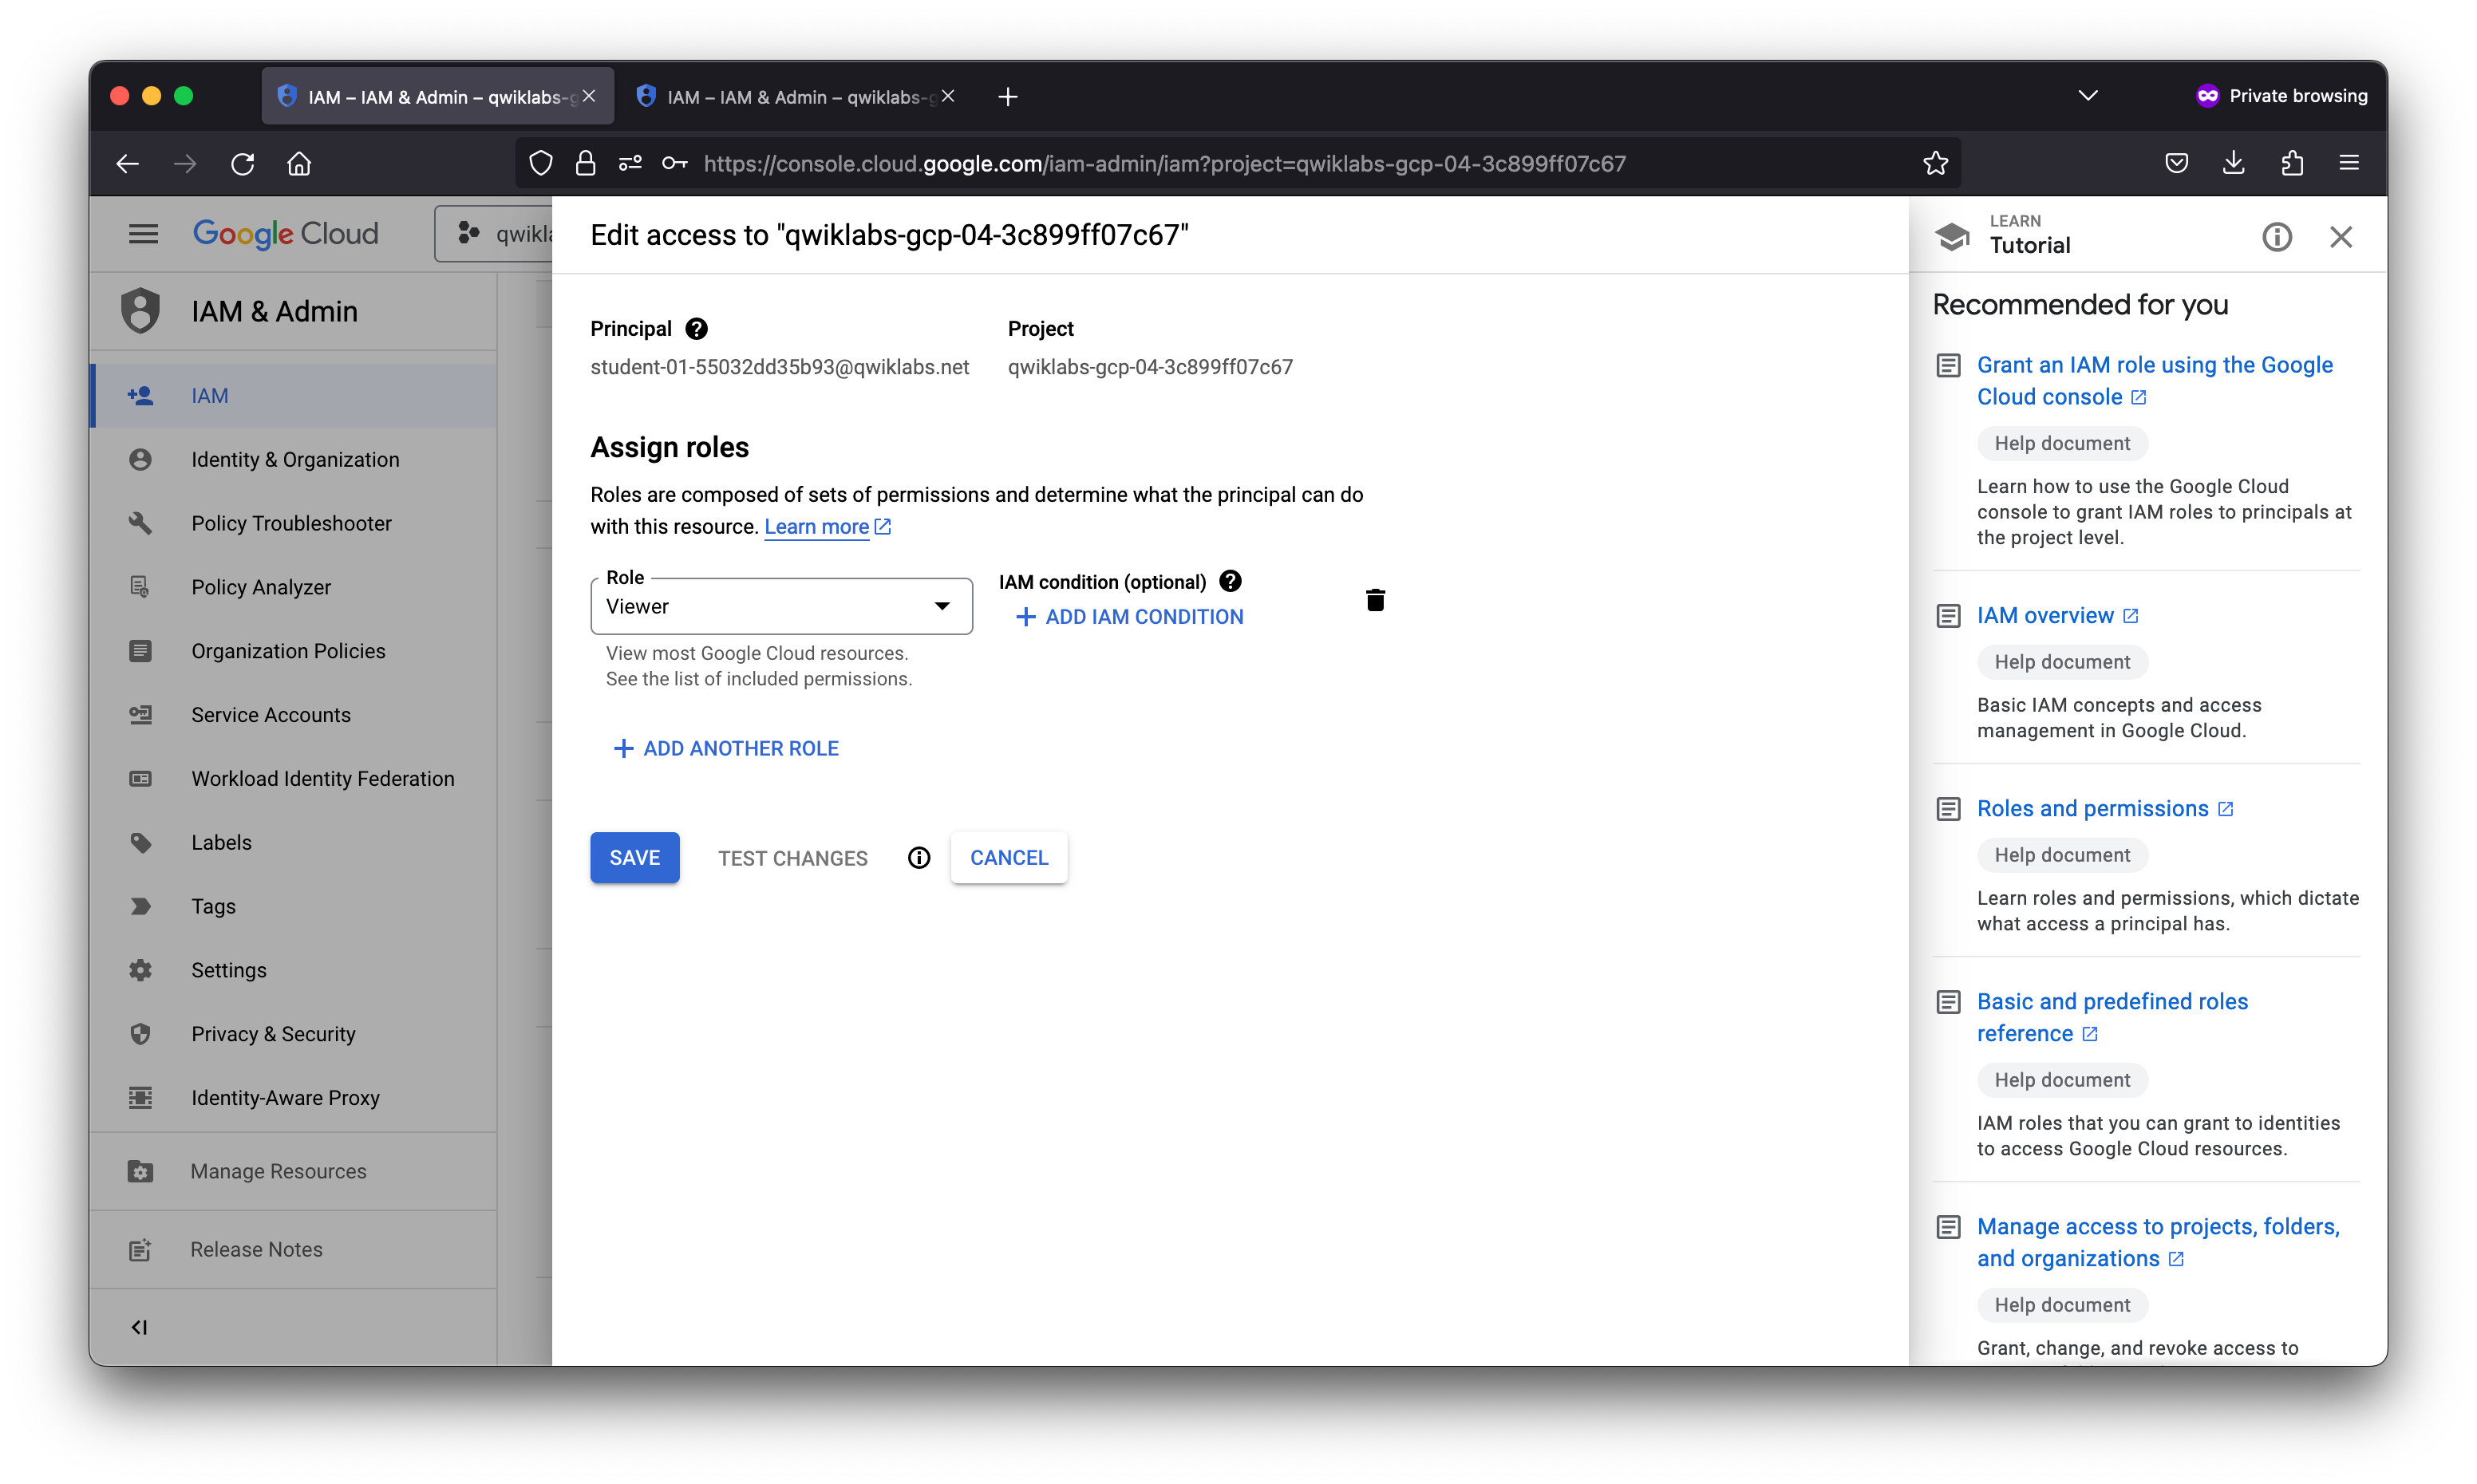 IAM – IAM & Admin – qwiklabs-g
IAM – IAM & Admin – qwiklabs-g
Private browsing
https://console.cloud.google.com/iam-admin/iam?project=qwiklabs-gcp-04-3c899ff07c67
Google Cloud
qwikla
IAM & Admin
IAM
Identity & Organization
Policy Troubleshooter
Policy Analyzer
Organization Policies
Service Accounts
Workload Identity Federation
Labels
Tags
Settings
Privacy & Security
Identity-Aware Proxy
Manage Resources
Release Notes
Edit access to "qwiklabs-gcp-04-3c899ff07c67"
Principal
Project
student-01-55032dd35b93@qwiklabs.net
qwiklabs-gcp-04-3c899ff07c67
Assign roles
Roles are composed of sets of permissions and determine what the principal can do
with this resource. Learn more
Role
Viewer
IAM condition (optional)
ADD IAM CONDITION
View most Google Cloud resources.
See the list of included permissions.
ADD ANOTHER ROLE
SAVE
TEST CHANGES
CANCEL
LEARN
Tutorial
Recommended for you
Grant an IAM role using the Google
Cloud console
Help document
Learn how to use the Google Cloud
console to grant IAM roles to principals at
the project level.
IAM overview
Help document
Basic IAM concepts and access
management in Google Cloud.
Roles and permissions
Help document
Learn roles and permissions, which dictate
what access a principal has.
Basic and predefined roles
reference
Help document
IAM roles that you can grant to identities
to access Google Cloud resources.
Manage access to projects, folders,
and organizations
Help document
Grant, change, and revoke access to